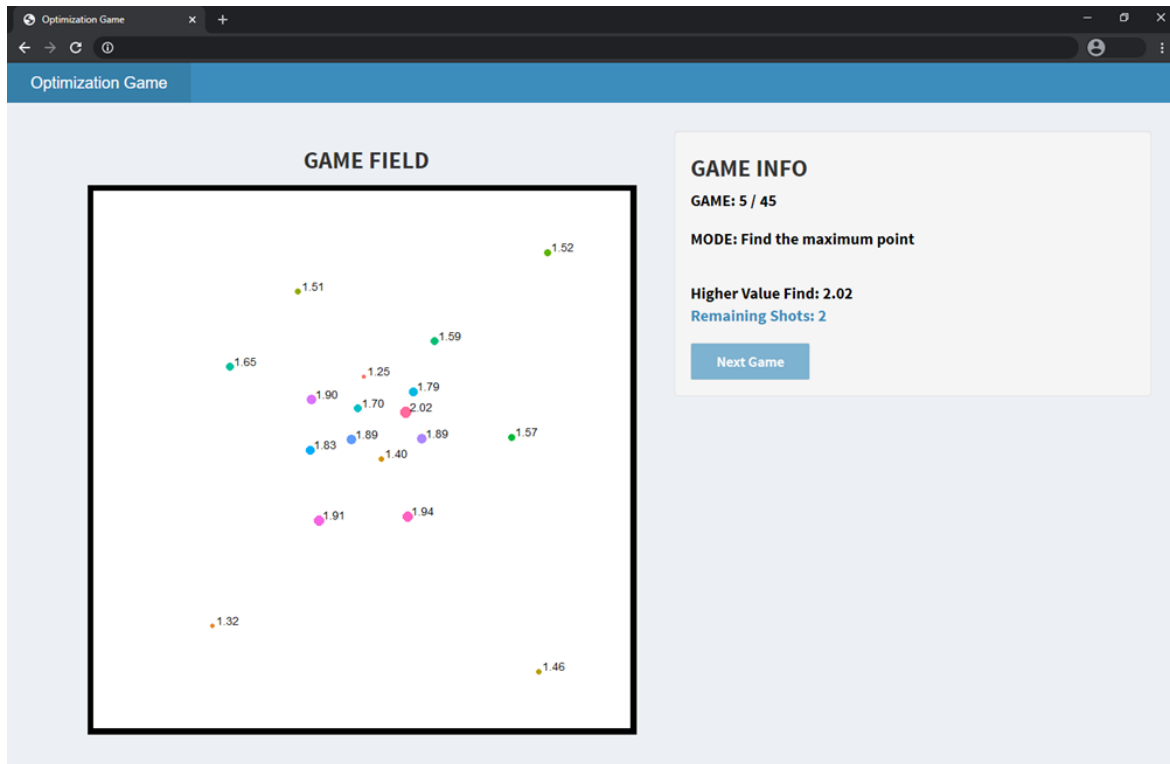 Optimization Game
Optimization Game
GAME FIELD
1.52
1.51
1.59
1.65
1.25
1.79
1.90
1.70
2.02
1.89
1.89
1.57
1.83
1.40
1.91
1.94
1.32
1.46
GAME INFO
GAME: 5 / 45
MODE: Find the maximum point
Higher Value Find: 2.02
Remaining Shots: 2
Next Game